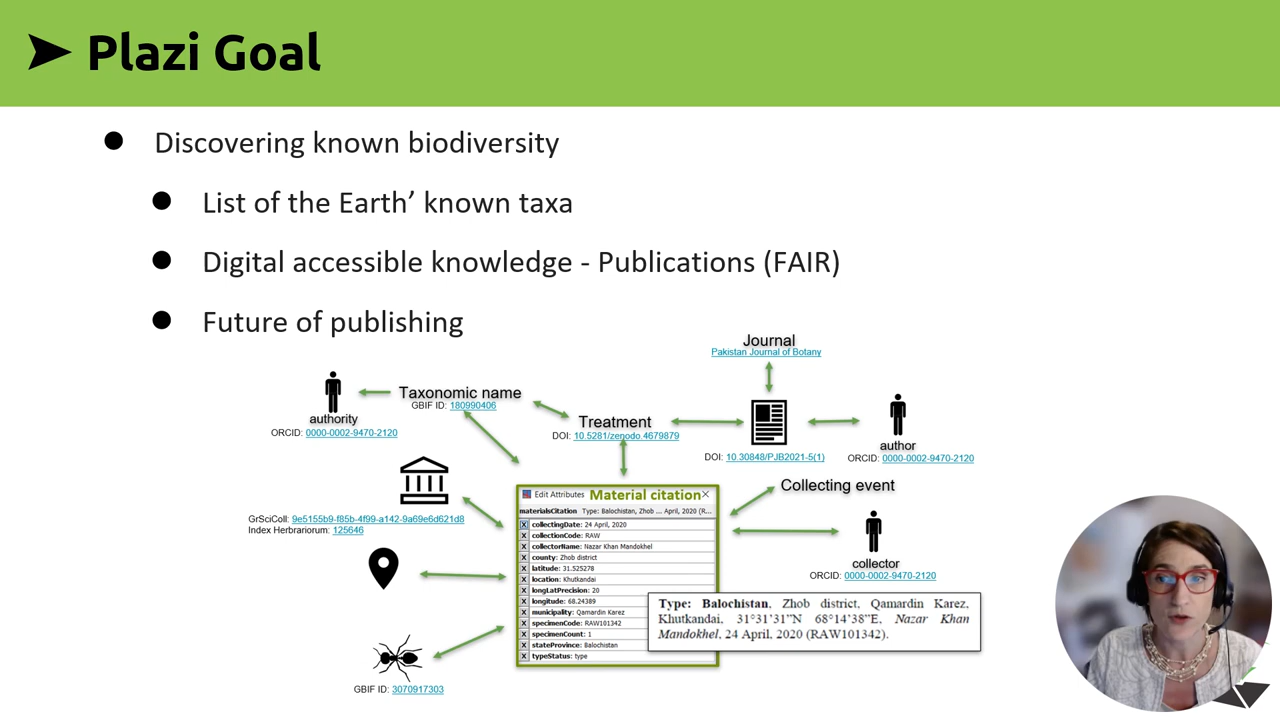 Plazi Goal
Discovering known biodiversity
List of the Earth’ known taxa
Digital accessible knowledge - Publications (FAIR)
Future of publishing
Journal
Pakistan Journal of Botany
Taxonomic name
GBIF ID: 180990406
authority
ORCID: 0000-0002-9470-2120
Treatment
DOI: 10.5281/zenodo.4679879
DOI: 10.30848/PJB2021-5(1)
author
ORCID: 0000-0002-9470-2120
GrSciColl: 9e5155b9-f85b-4f99-a142-9a69e6d621d8
Index Herbrariorum: 125646
Collecting event
collector
ORCID: 0000-0002-9470-2120
Edit Attributes Material citation X
materialsCitation Type: Balochistan, Zhob ... April, 2020 (R...
X collectingDate: 24 April, 2020
X collectionCode: RAW
X collectorName: Nazar Khan Mandokhel
X county: Zhob district
X latitude: 31.525278
X location: Khutkandai
X longLatPrecision: 20
X longitude: 68.24389
X municipality: Qamardin Karez
X specimenCode: RAW101342
X specimenCount: 1
X stateProvince: Balochistan
X typeStatus: type
Type: Balochistan, Zhob district, Qamardin Karez,
Khutkandai, 31°31’31”N 68°14’38”E, Nazar Khan
Mandokhel, 24 April, 2020 (RAW101342).
GBIF ID: 3070917303